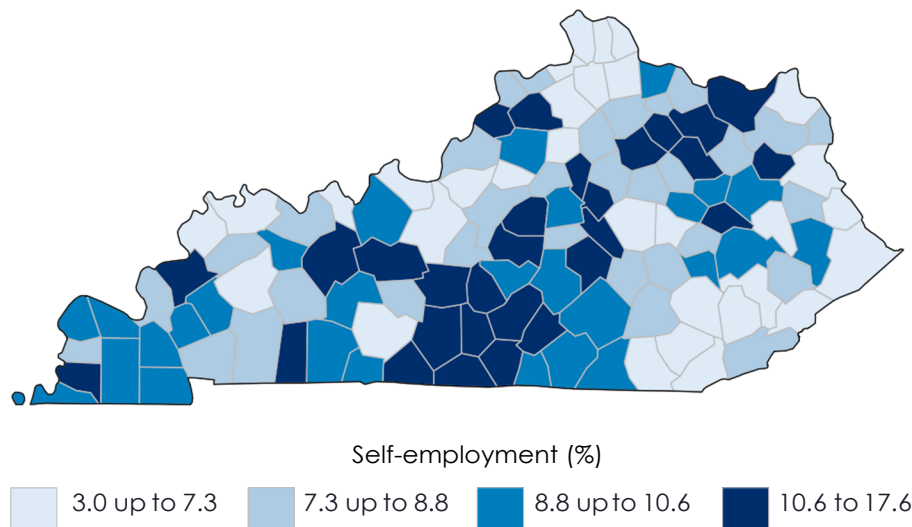 Self-employment (%)
3.0 up to 7.3 7.3 up to 8.8 8.8 up to 10.6 10.6 to 17.6